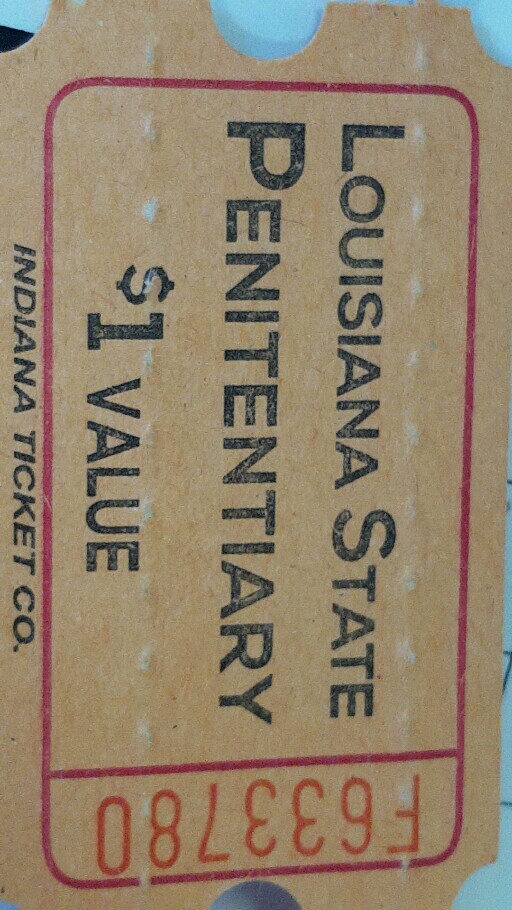 LOUISIANA STATE
PENITENTIARY
$1 VALUE
F633780
INDIANA TICKET CO.